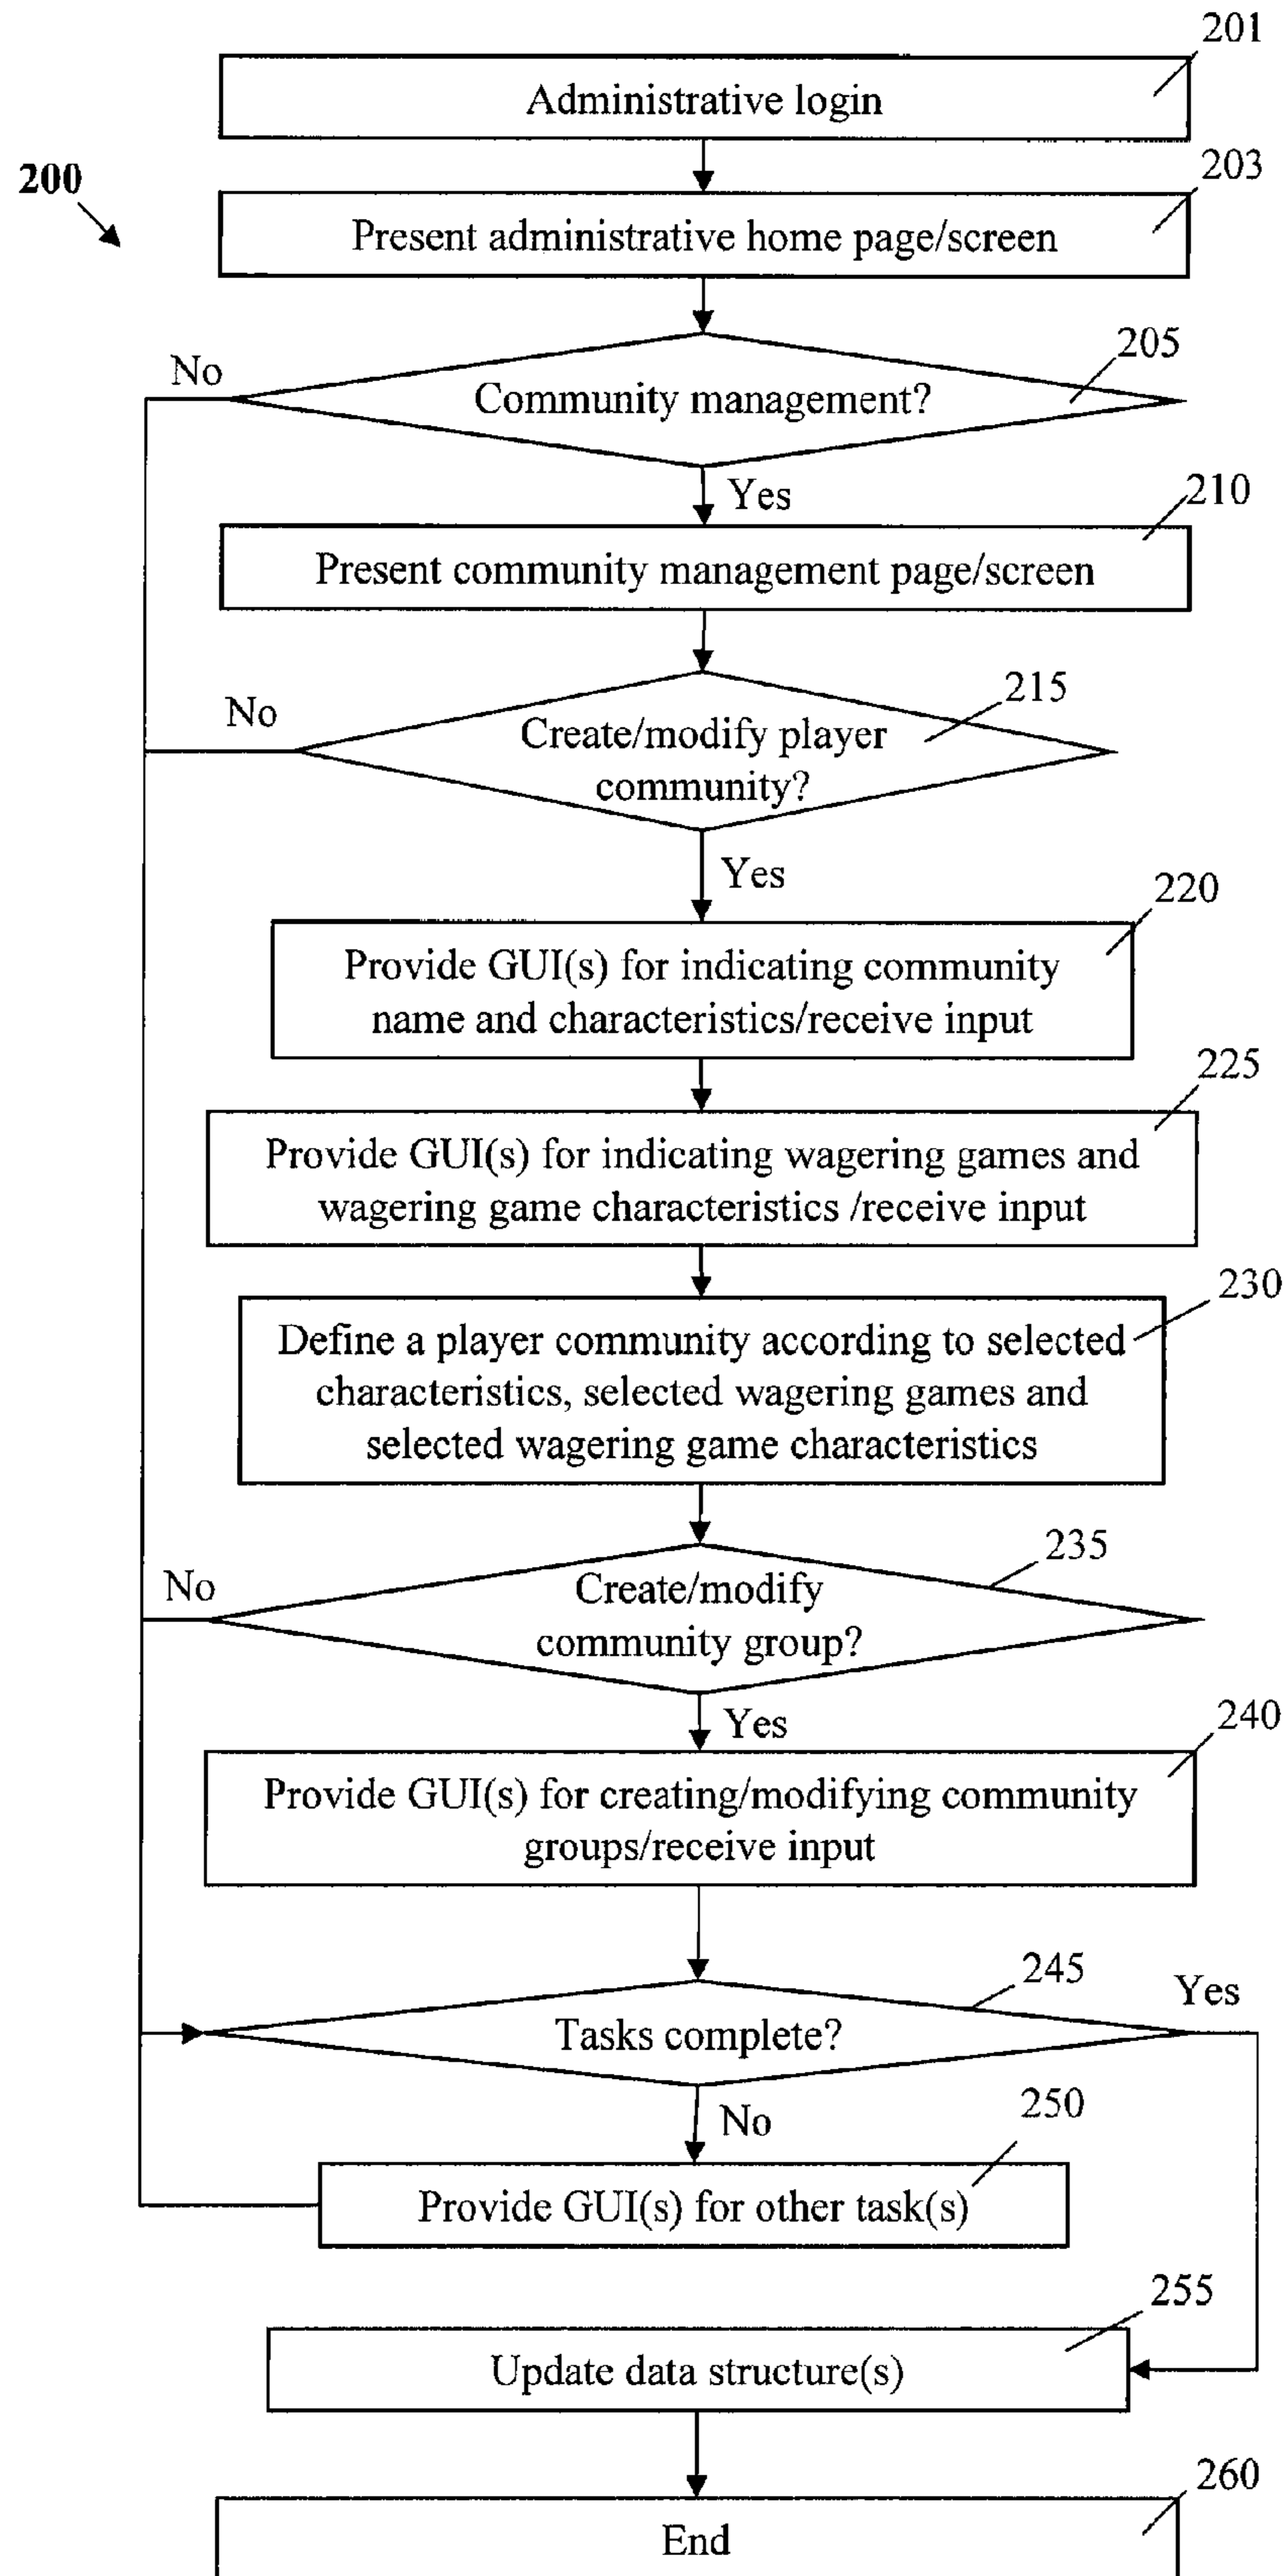 201
Administrative login
200
203
Present administrative home page/screen
205
No
Community management?
Yes
210
Present community management page/screen
215
No
Create/modify player
community?
Yes
220
Provide GUI(s) for indicating community
name and characteristics/receive input
225
Provide GUI(s) for indicating wagering games and
wagering game characteristics /receive input
230
Define a player community according to selected
characteristics, selected wagering games and
selected wagering game characteristics
235
No
Create/modify
community group?
Yes
240
Provide GUI(s) for creating/modifying community
groups/receive input
245
Yes
Tasks complete?
No
250
Provide GUI(s) for other task(s)
255
Update data structure(s)
260
End